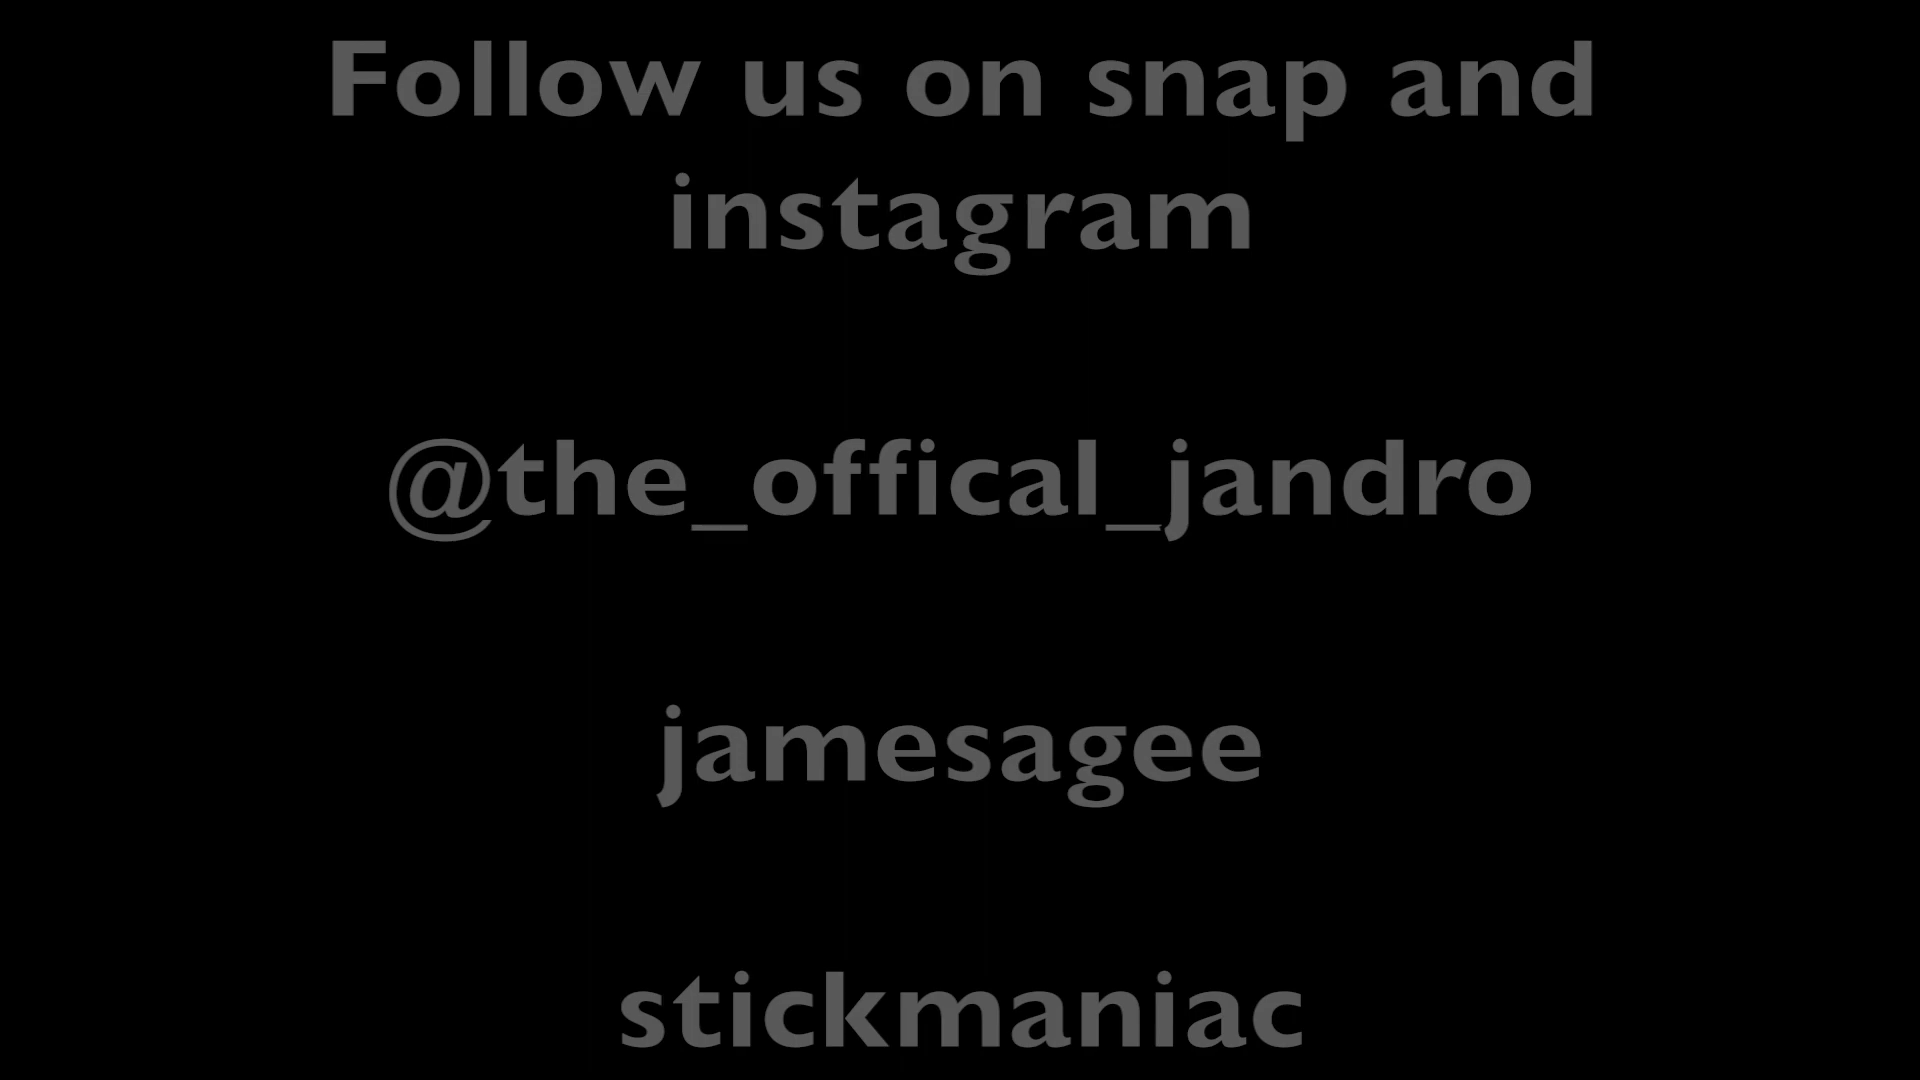 Follow us on snap and
instagram
@the_offical_jandro
jamesagee
stickmaniac